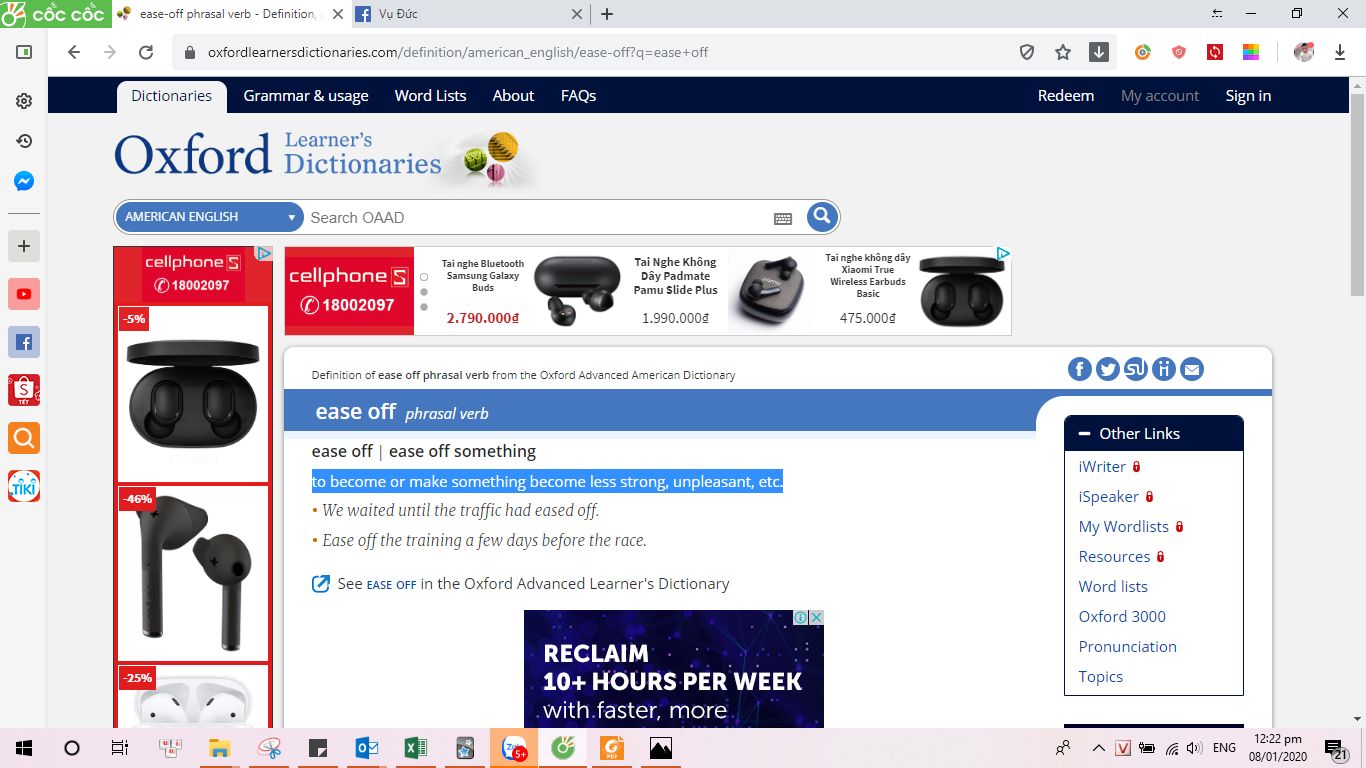 cốc cốc
ease-off phrasal verb - Definition,
Vụ Đức
oxfordlearnersdictionaries.com/definition/american_english/ease-off?q=ease+off
Dictionaries
Grammar & usage
Word Lists
About
FAQs
Redeem
My account
Sign in
Oxford
Learner's
Dictionaries
AMERICAN ENGLISH
Search OAAD
cellphone S
18002097
-5%
-46%
-25%
cellphone S
18002097
Tai nghe Bluetooth
Samsung Galaxy
Buds
2.790.000₫
Tai Nghe Không
Dây Padmate
Pamu Slide Plus
1.990.000₫
Tai nghe không dây
Xiaomi True
Wireless Earbuds
Basic
475.000₫
Definition of ease off phrasal verb from the Oxford Advanced American Dictionary
ease off phrasal verb
ease off | ease off something
to become or make something become less strong, unpleasant, etc.
• We waited until the traffic had eased off.
• Ease off the training a few days before the race.
See EASE OFF in the Oxford Advanced Learner's Dictionary
RECLAIM
10+ HOURS PER WEEK
with faster, more
Other Links
iWriter
iSpeaker
My Wordlists
Resources
Word lists
Oxford 3000
Pronunciation
Topics
TẾT
TIKI
5+
ENG
12:22 pm
08/01/2020
21